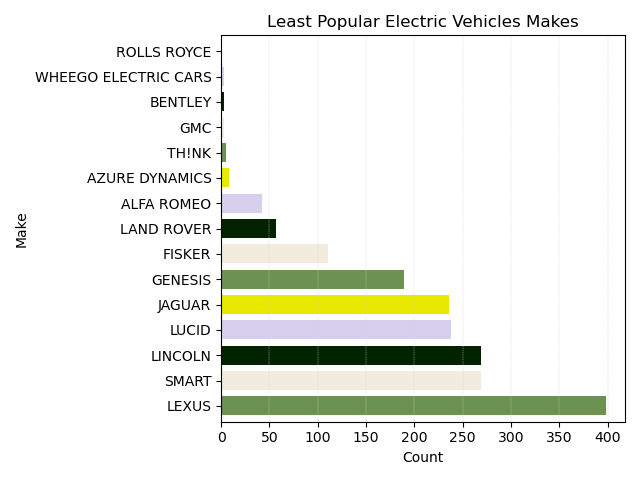 Least Popular Electric Vehicles Makes
Make
ROLLS ROYCE
WHEEGO ELECTRIC CARS
BENTLEY
GMC
TH!NK
AZURE DYNAMICS
ALFA ROMEO
LAND ROVER
FISKER
GENESIS
JAGUAR
LUCID
LINCOLN
SMART
LEXUS
0 50 100 150 200 250 300 350 400
Count